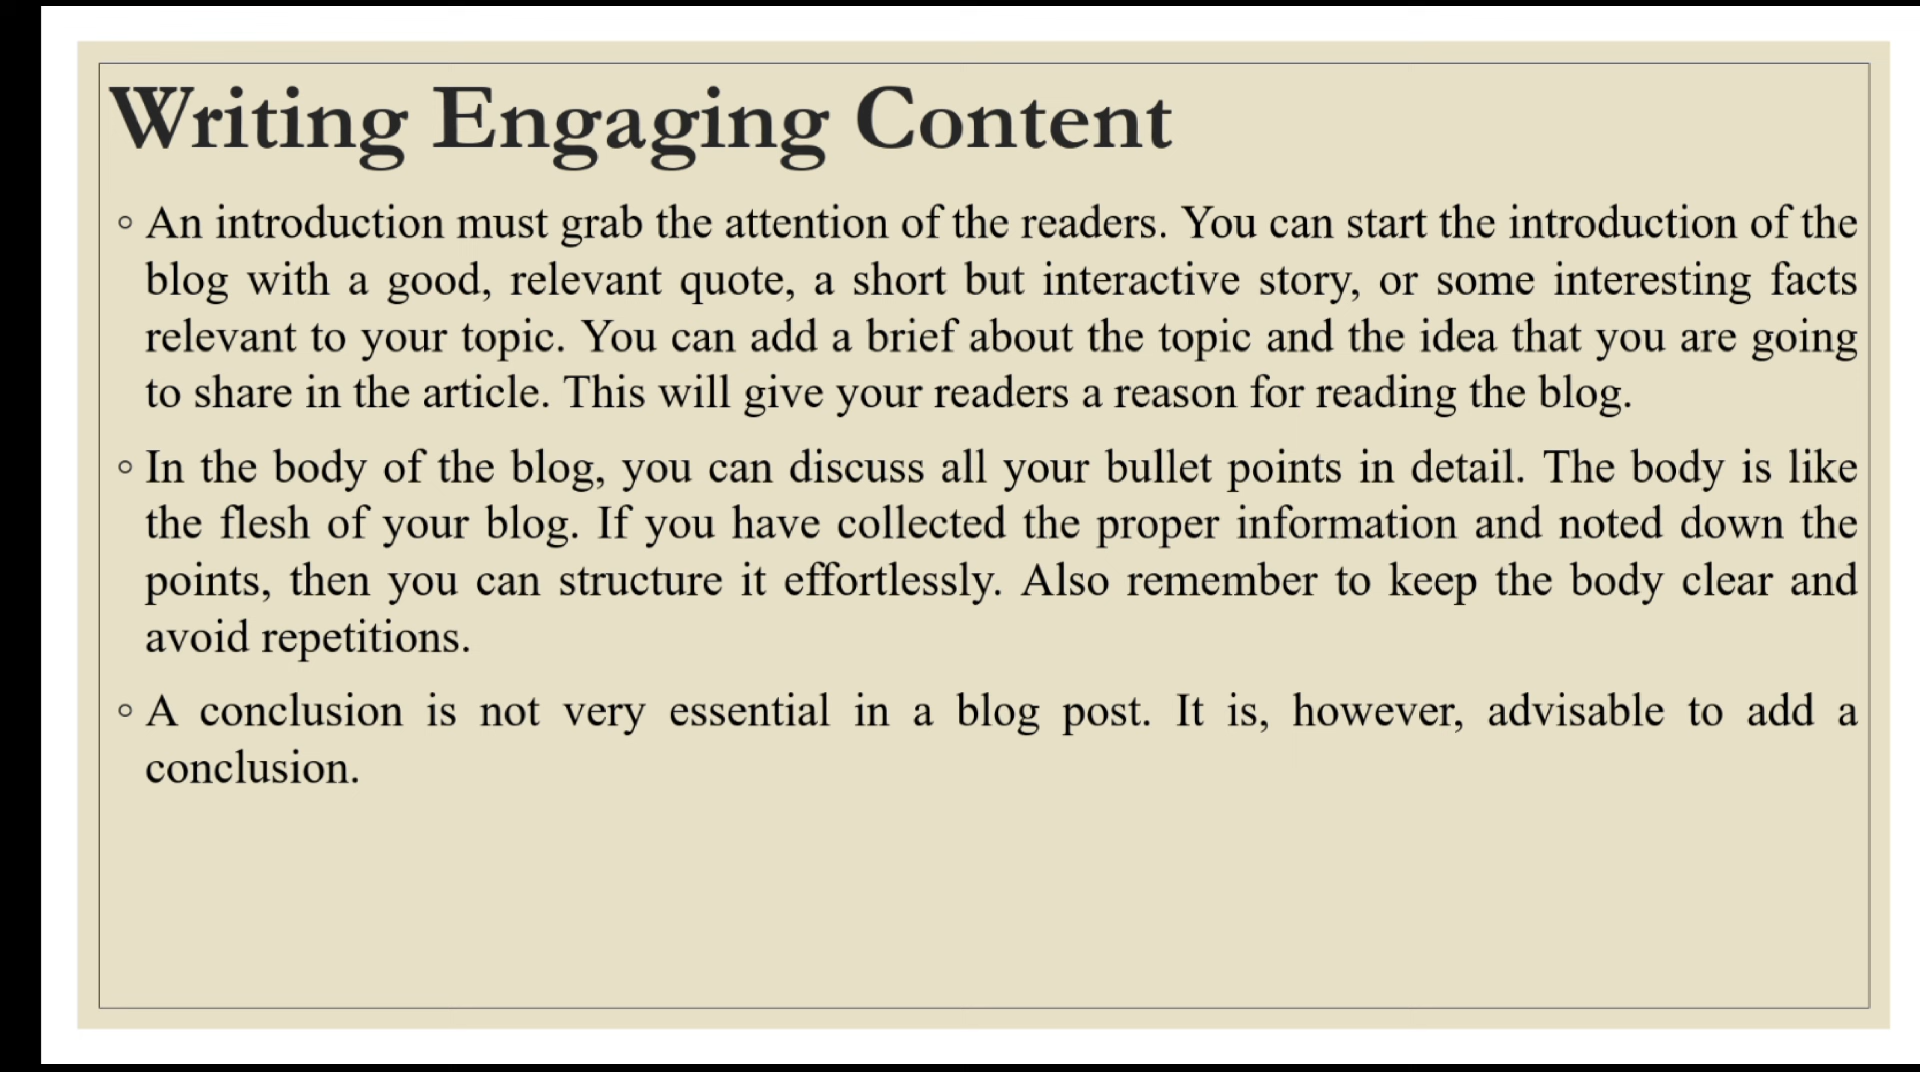 Writing Engaging Content
◦ An introduction must grab the attention of the readers. You can start the introduction of the
blog with a good, relevant quote, a short but interactive story, or some interesting facts
relevant to your topic. You can add a brief about the topic and the idea that you are going
to share in the article. This will give your readers a reason for reading the blog.
◦ In the body of the blog, you can discuss all your bullet points in detail. The body is like
the flesh of your blog. If you have collected the proper information and noted down the
points, then you can structure it effortlessly. Also remember to keep the body clear and
avoid repetitions.
◦ A conclusion is not very essential in a blog post. It is, however, advisable to add a
conclusion.